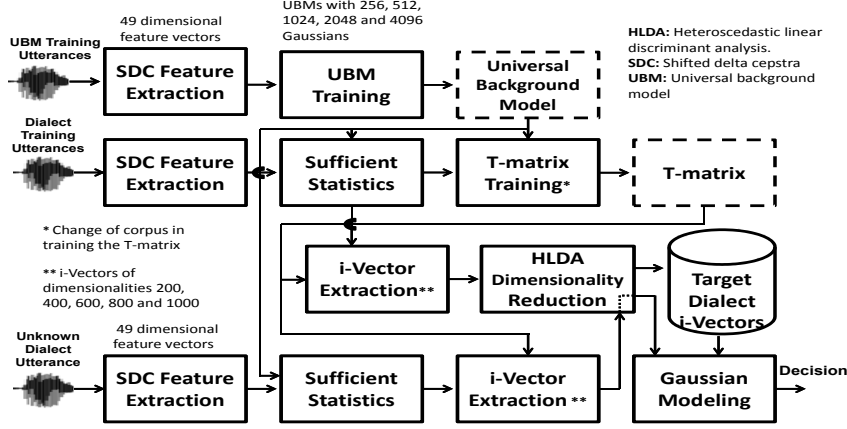 49 dimensional
feature vectors
UBMs with 256, 512,
1024, 2048 and 4096
Gaussians
HLDA: Heteroscedastic linear
discriminant analysis.
SDC: Shifted delta cepstra
UBM: Universal background
model
UBM Training
Utterances
SDC Feature
Extraction
UBM
Training
Universal
Background
Model
Dialect
Training
Utterances
SDC Feature
Extraction
Sufficient
Statistics
T-matrix
Training*
T-matrix
* Change of corpus in
training the T-matrix
** i-Vectors of
dimensionalities 200,
400, 600, 800 and 1000
i-Vector
Extraction**
HLDA
Dimensionality
Reduction
Target
Dialect
i-Vectors
Unknown
Dialect
Utterance
49 dimensional
feature vectors
SDC Feature
Extraction
Sufficient
Statistics
i-Vector
Extraction **
Gaussian
Modeling
Decision